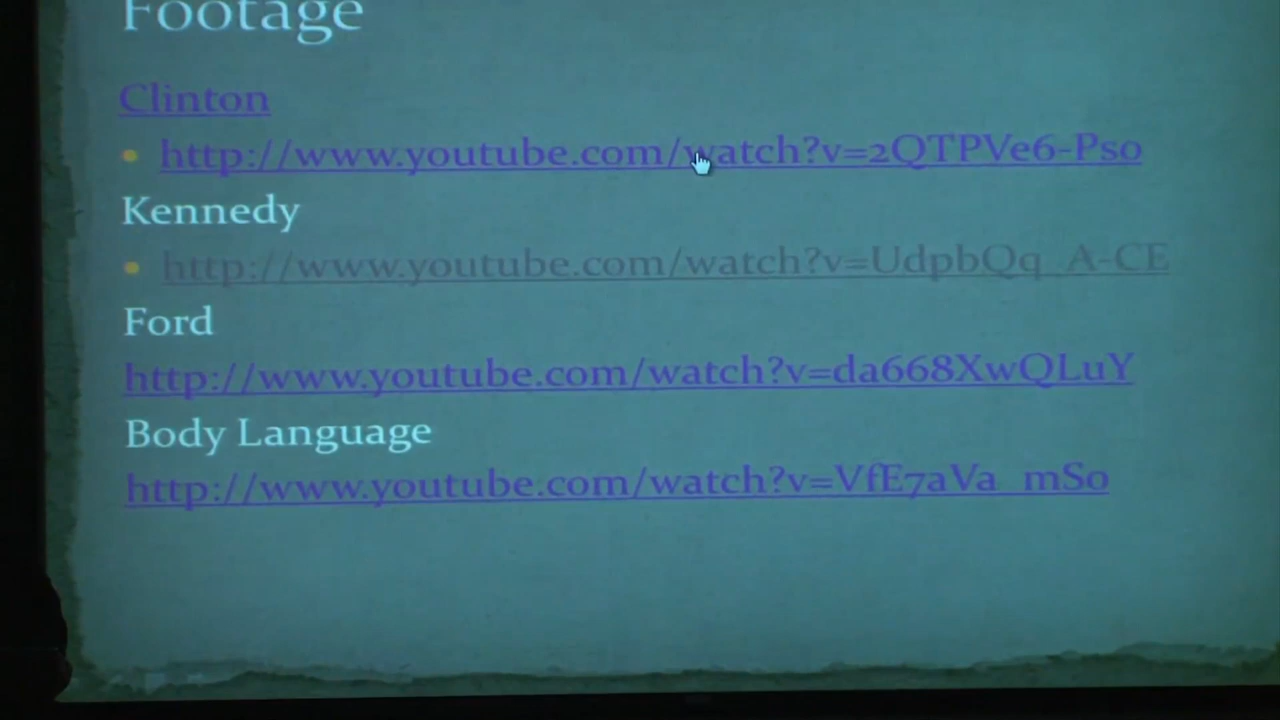 Footage
Clinton
http://www.youtube.com/watch?v=2QTPVe6-Ps0
Kennedy
http://www.youtube.com/watch?v=UdpbQq_A-CE
Ford
http://www.youtube.com/watch?v=da668XwQLuY
Body Language
http://www.youtube.com/watch?v=VfE7aVa_mSo